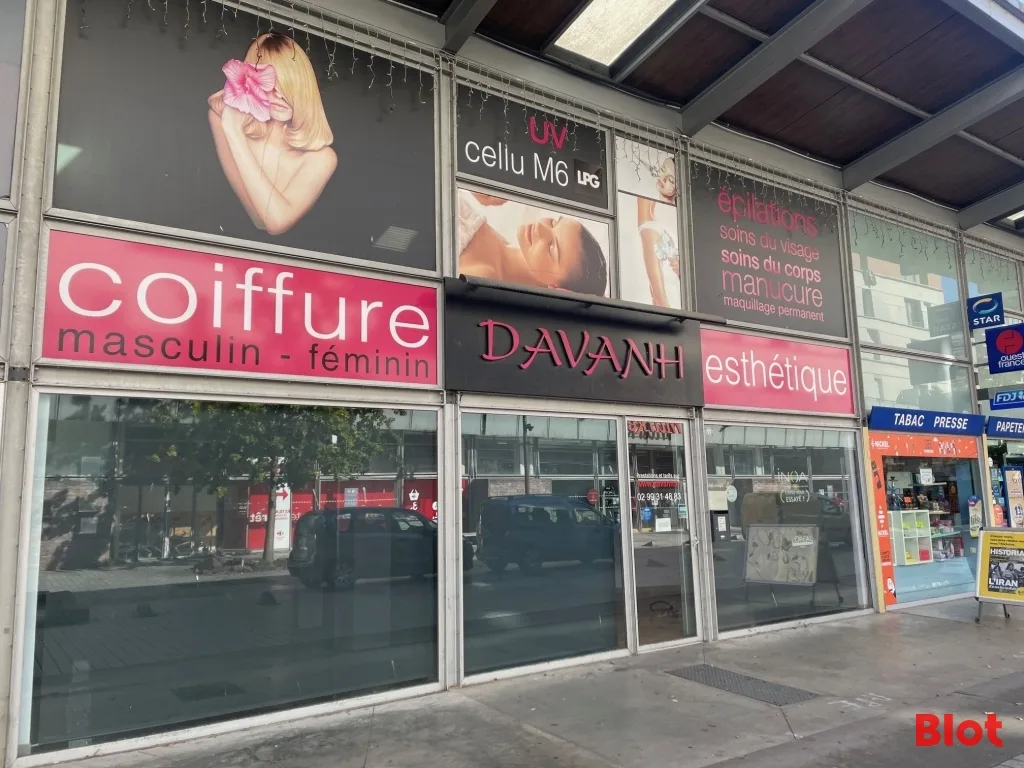 UV
cellu M6 LPG
épilations
soins du visage
soins du corps
manucure
maquillage permanent
coiffure
masculin - féminin
DAVANH
esthétique
STAR
ouest
france
FDJ
TABAC PRESSE
INOA
02 99 31 48 83
HISTORIA
L'IRAN
Blot